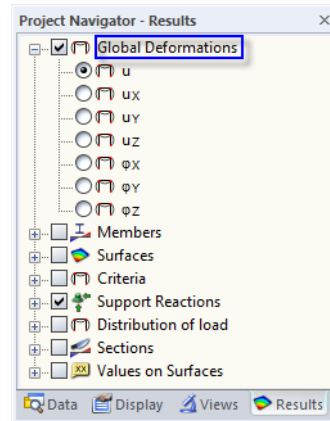 Project Navigator - Results
Global Deformations
u
uX
uY
uZ
φX
φY
φZ
Members
Surfaces
Criteria
Support Reactions
Distribution of load
Sections
xx Values on Surfaces
Data Display Views Results